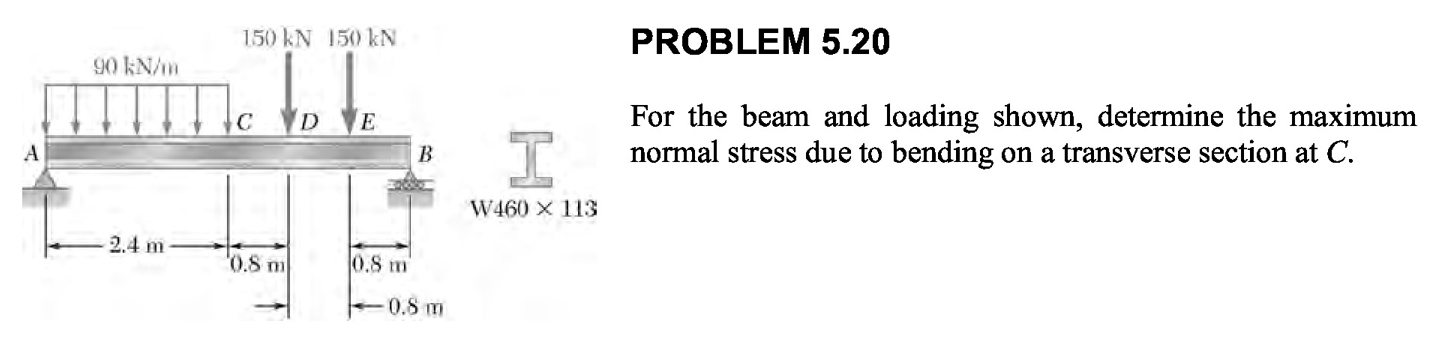 150 kN 150 kN
90 kN/m
C D E
A B
W460 × 113
2.4 m
0.8 m 0.8 m
0.8 m
PROBLEM 5.20
For the beam and loading shown, determine the maximum
normal stress due to bending on a transverse section at C.